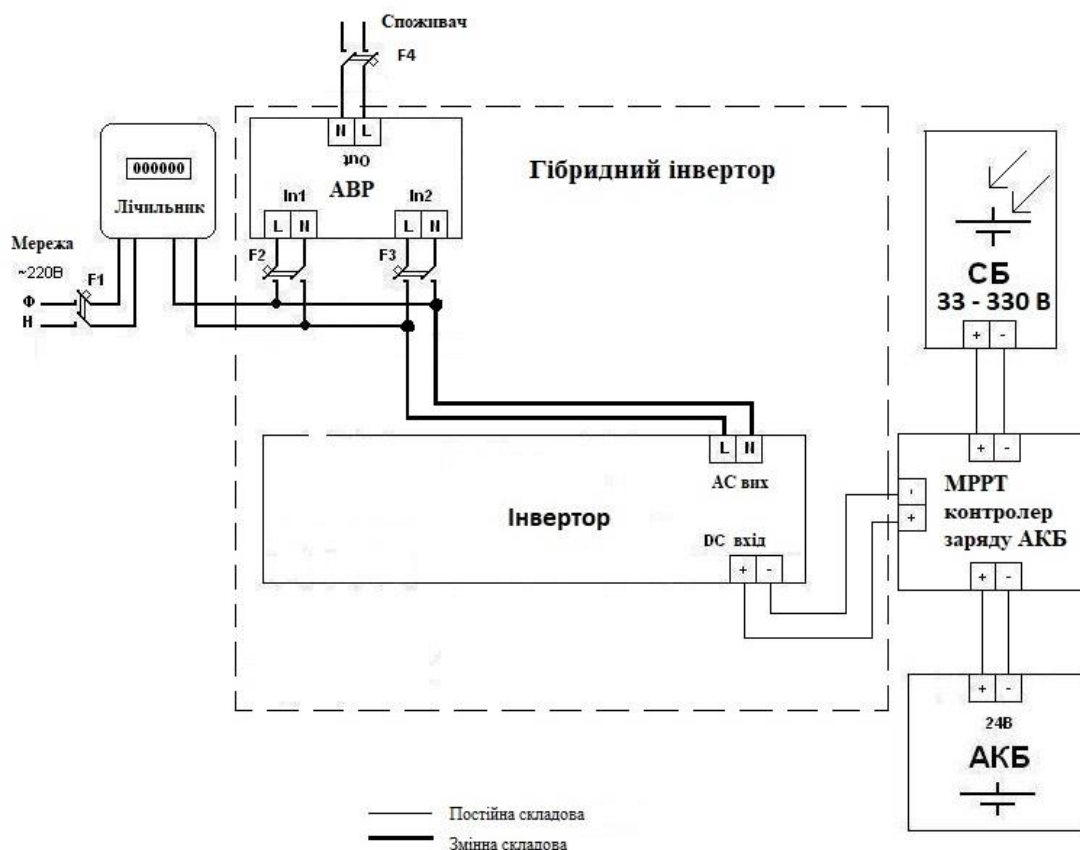 Споживач
F4
N L
Out
АВР
In1
In2
L N
L N
F2
F3
Гібридний інвертор
000000
Лічильник
Мережа
~220В
F1
Ф
Н
СБ
33 - 330 В
+ -
+ -
МРРТ
контролер
заряду АКБ
-
+
+ -
L N
АС вих
Інвертор
DC вхід
+ -
+ -
24В
АКБ
Постійна складова
Змінна складова